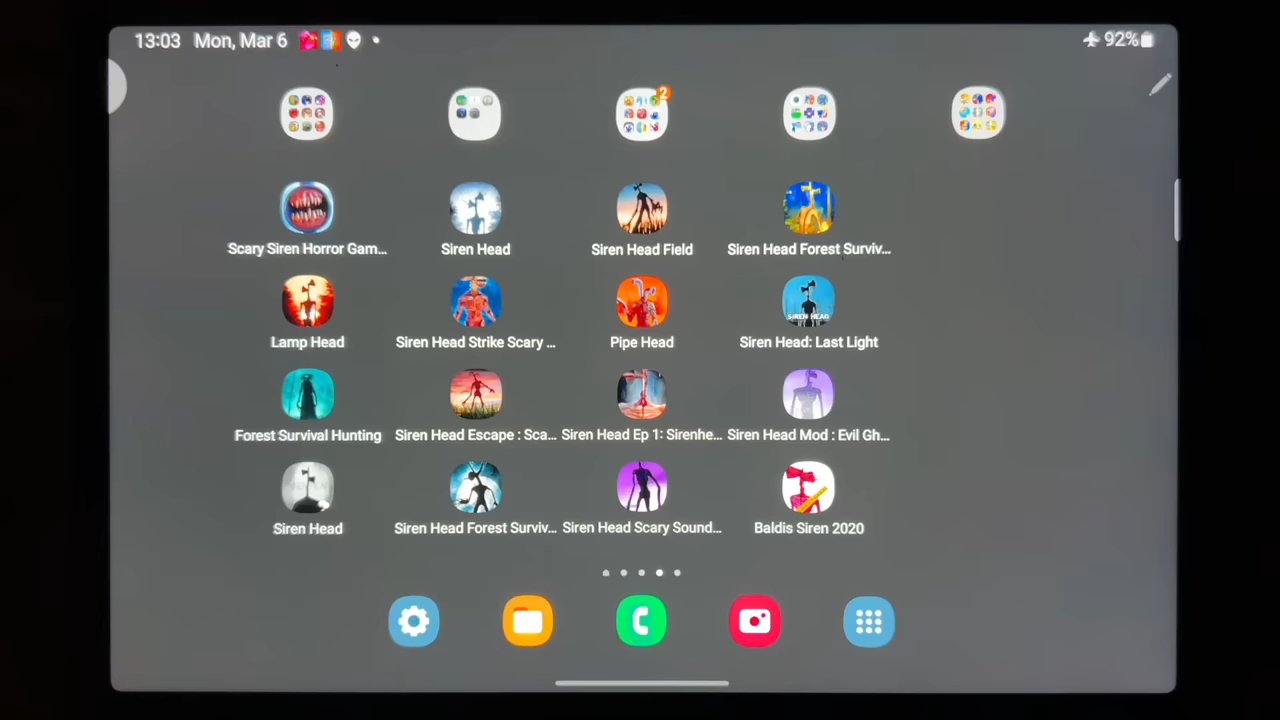 13:03 Mon, Mar 6 92%
2
Scary Siren Horror Gam... Siren Head Siren Head Field Siren Head Forest Surviv...
SIREN HEAD
Lamp Head Siren Head Strike Scary ... Pipe Head Siren Head: Last Light
Forest Survival Hunting Siren Head Escape : Sca... Siren Head Ep 1: Sirenhe... Siren Head Mod : Evil Gh...
Siren Head Siren Head Forest Surviv... Siren Head Scary Sound... Baldis Siren 2020